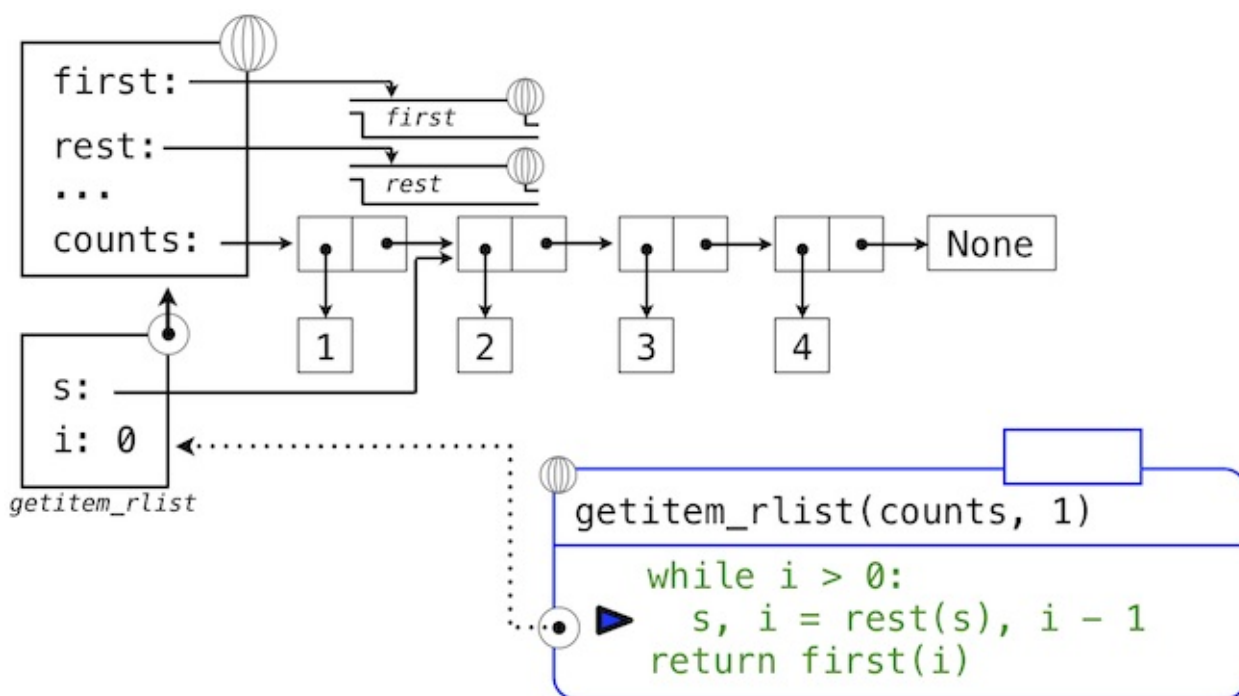 first:
first
rest:
rest
...
counts:
None
1
2
3
4
s:
i: 0
getitem_rlist
getitem_rlist(counts, 1)
while i > 0:
s, i = rest(s), i - 1
return first(i)